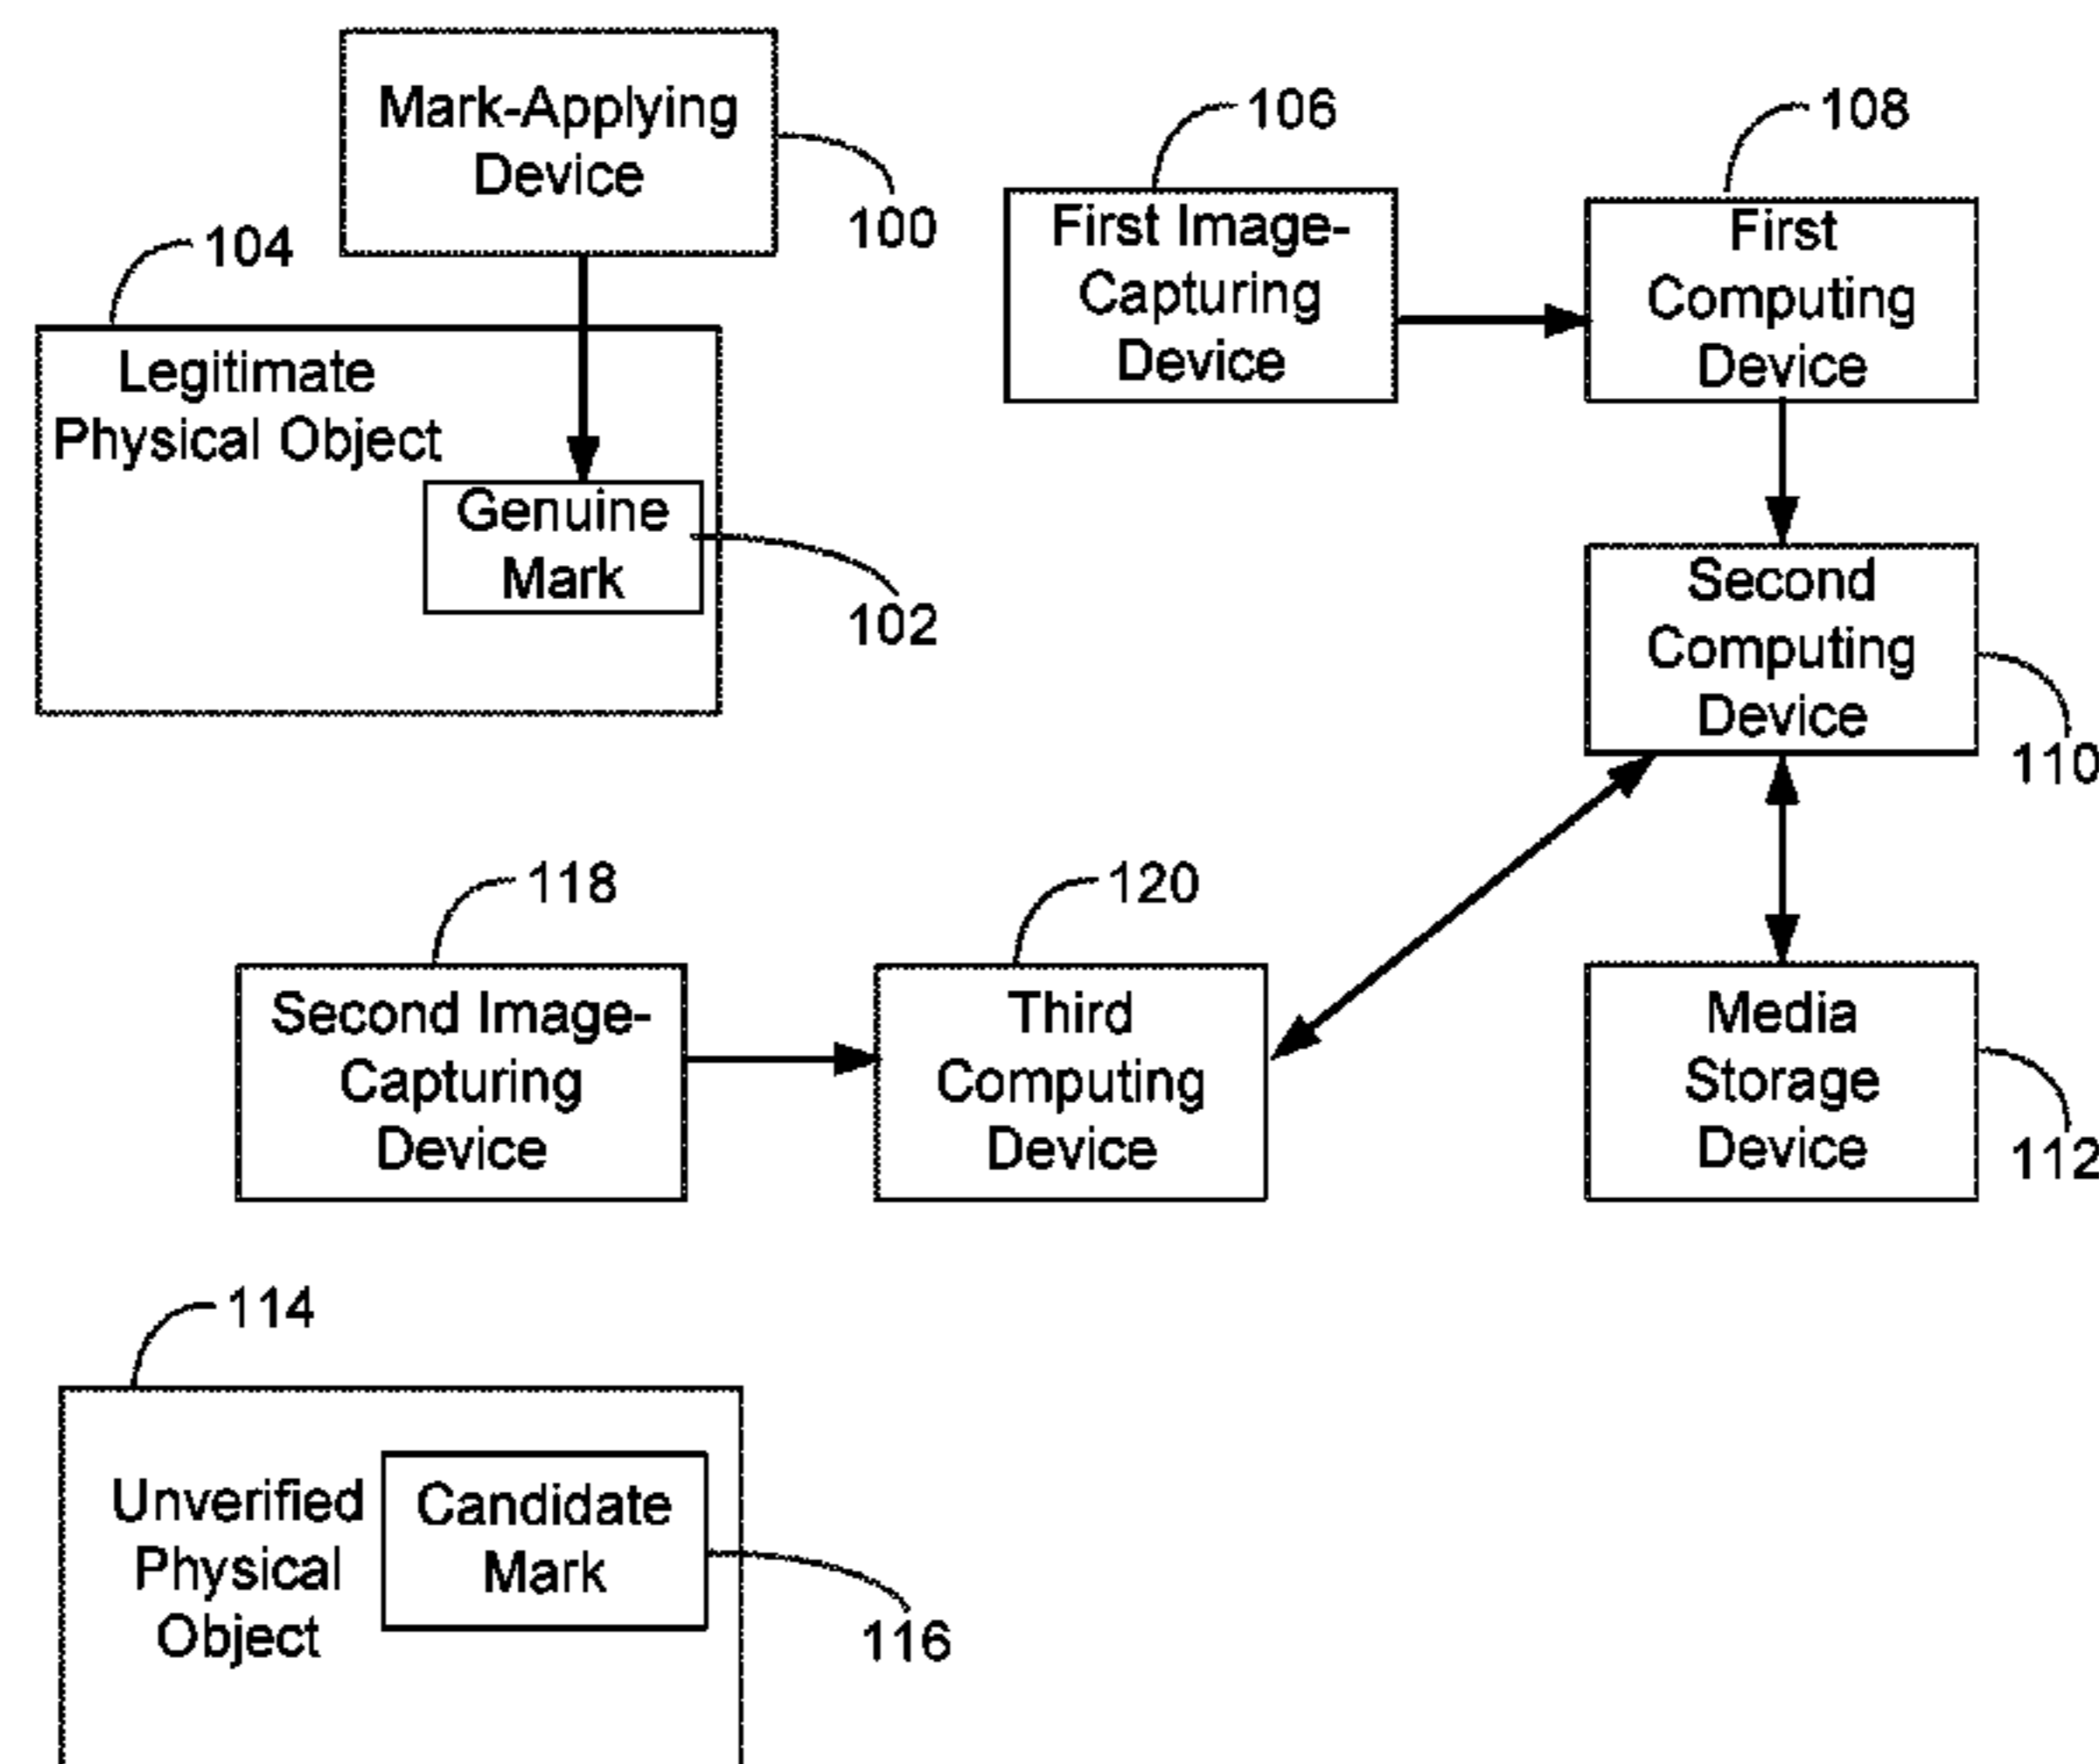 Mark-Applying
Device
100
104
Legitimate
Physical Object
Genuine
Mark
102
106
First Image-
Capturing
Device
108
First
Computing
Device
Second
Computing
Device
110
118
Second Image-
Capturing
Device
120
Third
Computing
Device
Media
Storage
Device
112
114
Unverified
Physical
Object
Candidate
Mark
116